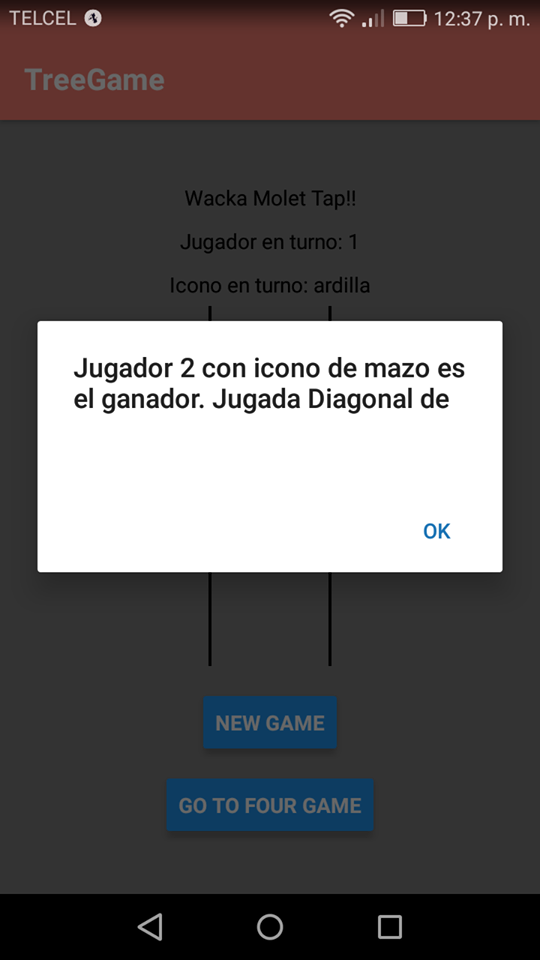 TELCEL 12:37 p. m.
TreeGame
Wacka Molet Tap!!
Jugador en turno: 1
Icono en turno: ardilla
Jugador 2 con icono de mazo es
el ganador. Jugada Diagonal de
OK
NEW GAME
GO TO FOUR GAME